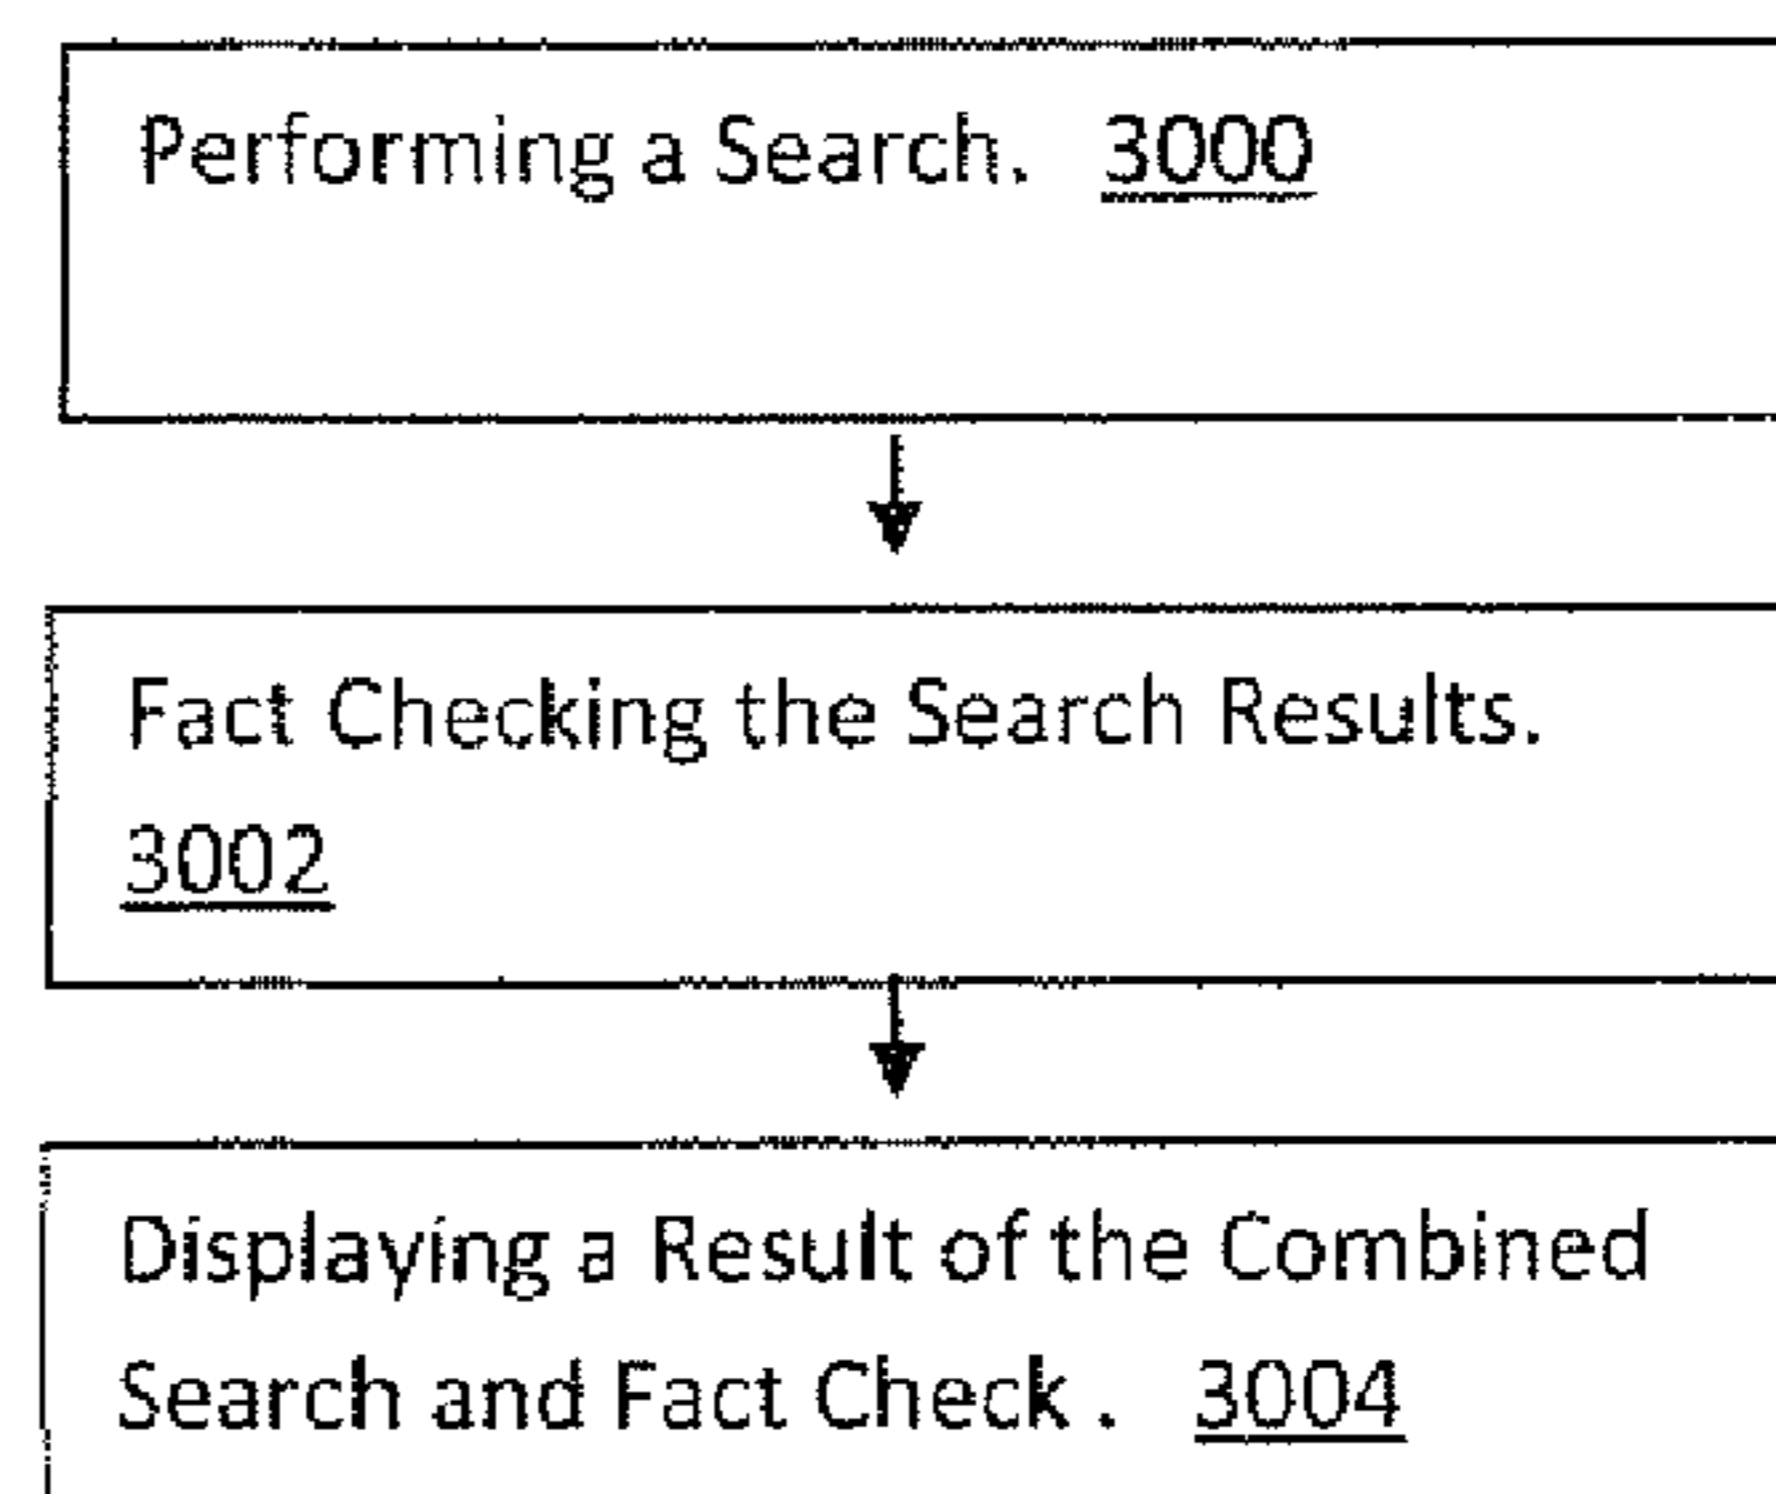 Performing a Search. 3000
Fact Checking the Search Results.
3002
Displaying a Result of the Combined
Search and Fact Check . 3004